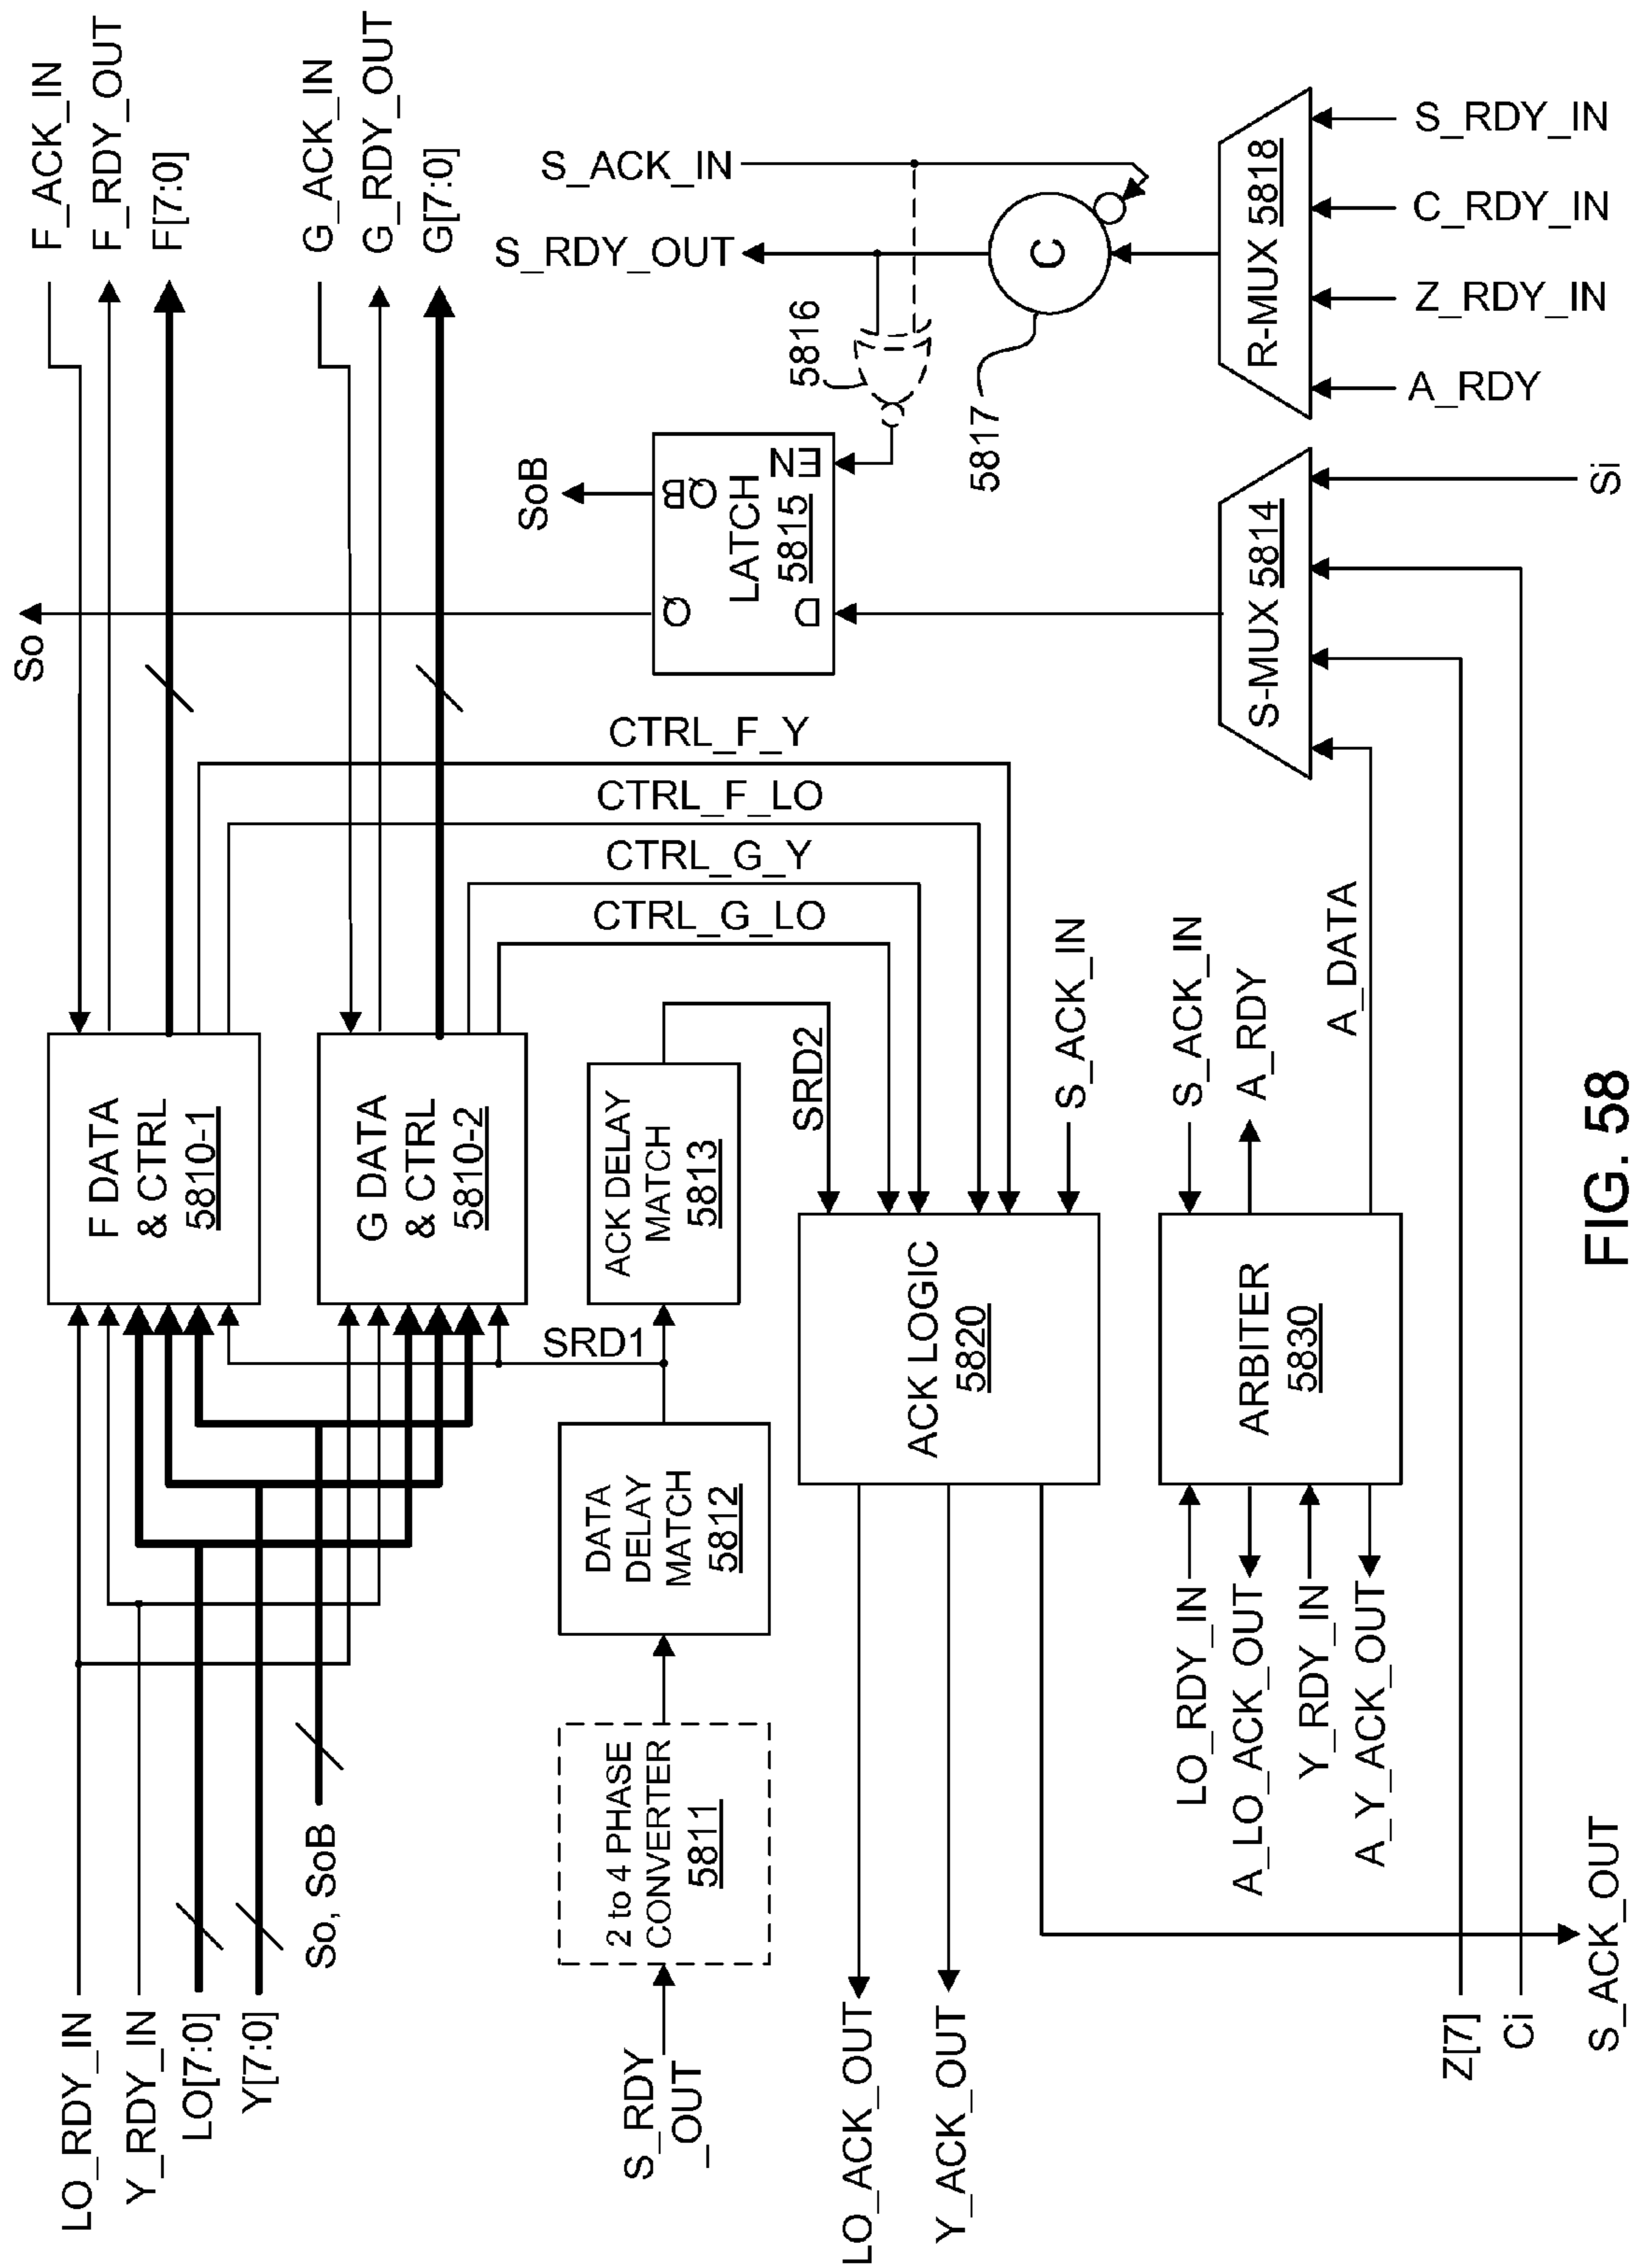 F_ACK_IN
F_RDY_OUT
F[7:0]
G_ACK_IN
G_RDY_OUT
G[7:0]
S_ACK_IN
S_RDY_OUT
5816
5817
C
R-MUX 5818
S_RDY_IN
C_RDY_IN
Z_RDY_IN
A_RDY
So
SoB
Q
QB
LATCH
5815
D
EN
S-MUX 5814
Si
CTRL_F_Y
CTRL_F_LO
CTRL_G_Y
CTRL_G_LO
F DATA
& CTRL
5810-1
G DATA
& CTRL
5810-2
ACK DELAY
MATCH
5813
SRD1
SRD2
S_ACK_IN
S_ACK_IN
A_RDY
A_DATA
DATA
DELAY
MATCH
5812
ACK LOGIC
5820
ARBITER
5830
2 to 4 PHASE
CONVERTER
5811
LO_RDY_IN
Y_RDY_IN
LO[7:0]
Y[7:0]
So, SoB
S_RDY
_OUT
LO_ACK_OUT
Y_ACK_OUT
LO_RDY_IN
A_LO_ACK_OUT
Y_RDY_IN
A_Y_ACK_OUT
Z[7]
Ci
S_ACK_OUT
FIG. 58